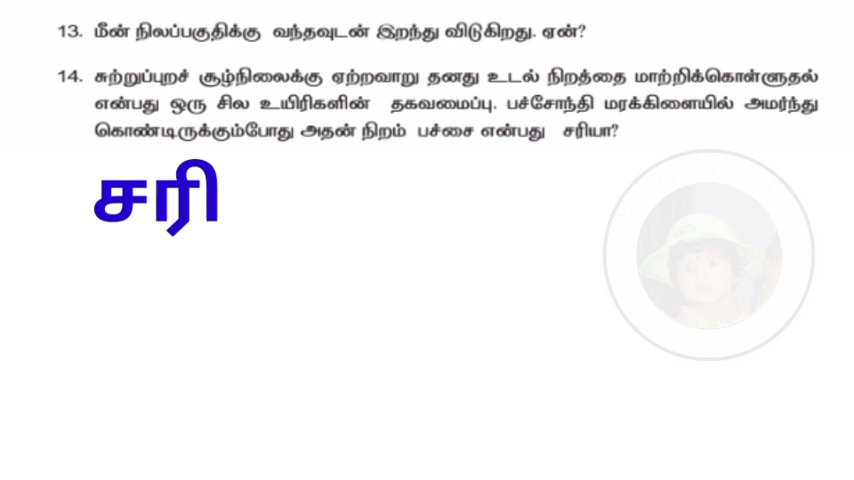 13. மீன் நிலப்பகுதிக்கு வந்தவுடன் இறந்து விடுகிறது. ஏன்?
14. சுற்றுப்புறச் சூழ்நிலைக்கு ஏற்றவாறு தனது உடல் நிறத்தை மாற்றிக்கொள்ளுதல்
என்பது ஒரு சில உயிரிகளின் தகவமைப்பு. பச்சோந்தி மரக்கிளையில் அமர்ந்து
கொண்டிருக்கும்போது அதன் நிறம் பச்சை என்பது சரியா?
சரி